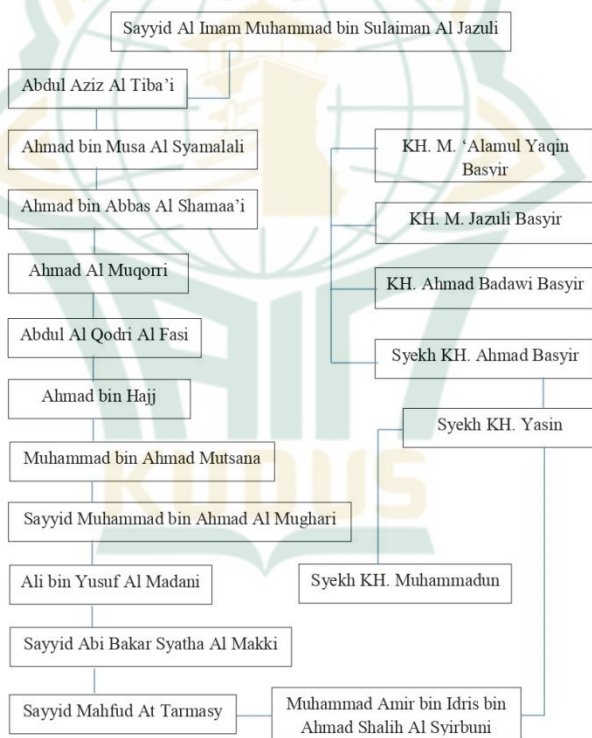 Sayyid Al Imam Muhammad bin Sulaiman Al Jazuli
Abdul Aziz Al Tiba’i
Ahmad bin Musa Al Syamalali
Ahmad bin Abbas Al Shamaa’i
Ahmad Al Muqorri
Abdul Al Qodri Al Fasi
Ahmad bin Hajj
Muhammad bin Ahmad Mutsana
Sayyid Muhammad bin Ahmad Al Mughari
Ali bin Yusuf Al Madani
Sayyid Abi Bakar Syatha Al Makki
Sayyid Mahfud At Tarmasy
Muhammad Amir bin Idris bin
Ahmad Shalih Al Syirbuni
KH. M. ‘Alamul Yaqin
Basyir
KH. M. Jazuli Basyir
KH. Ahmad Badawi Basyir
Syekh KH. Ahmad Basyir
Syekh KH. Yasin
Syekh KH. Muhammadun
KUDUS